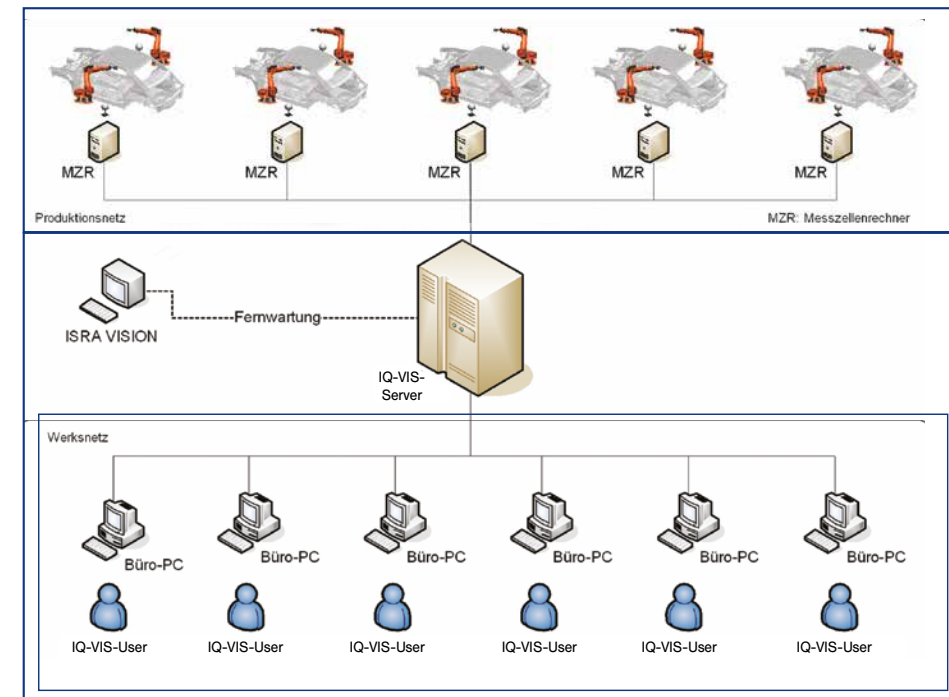 MZR
MZR
MZR
MZR
MZR
Produktionsnetz
MZR: Messzellenrechner
ISRA VISION
Fernwartung
IQ-VIS-
Server
Werksnetz
Büro-PC
Büro-PC
Büro-PC
Büro-PC
Büro-PC
Büro-PC
IQ-VIS-User
IQ-VIS-User
IQ-VIS-User
IQ-VIS-User
IQ-VIS-User
IQ-VIS-User